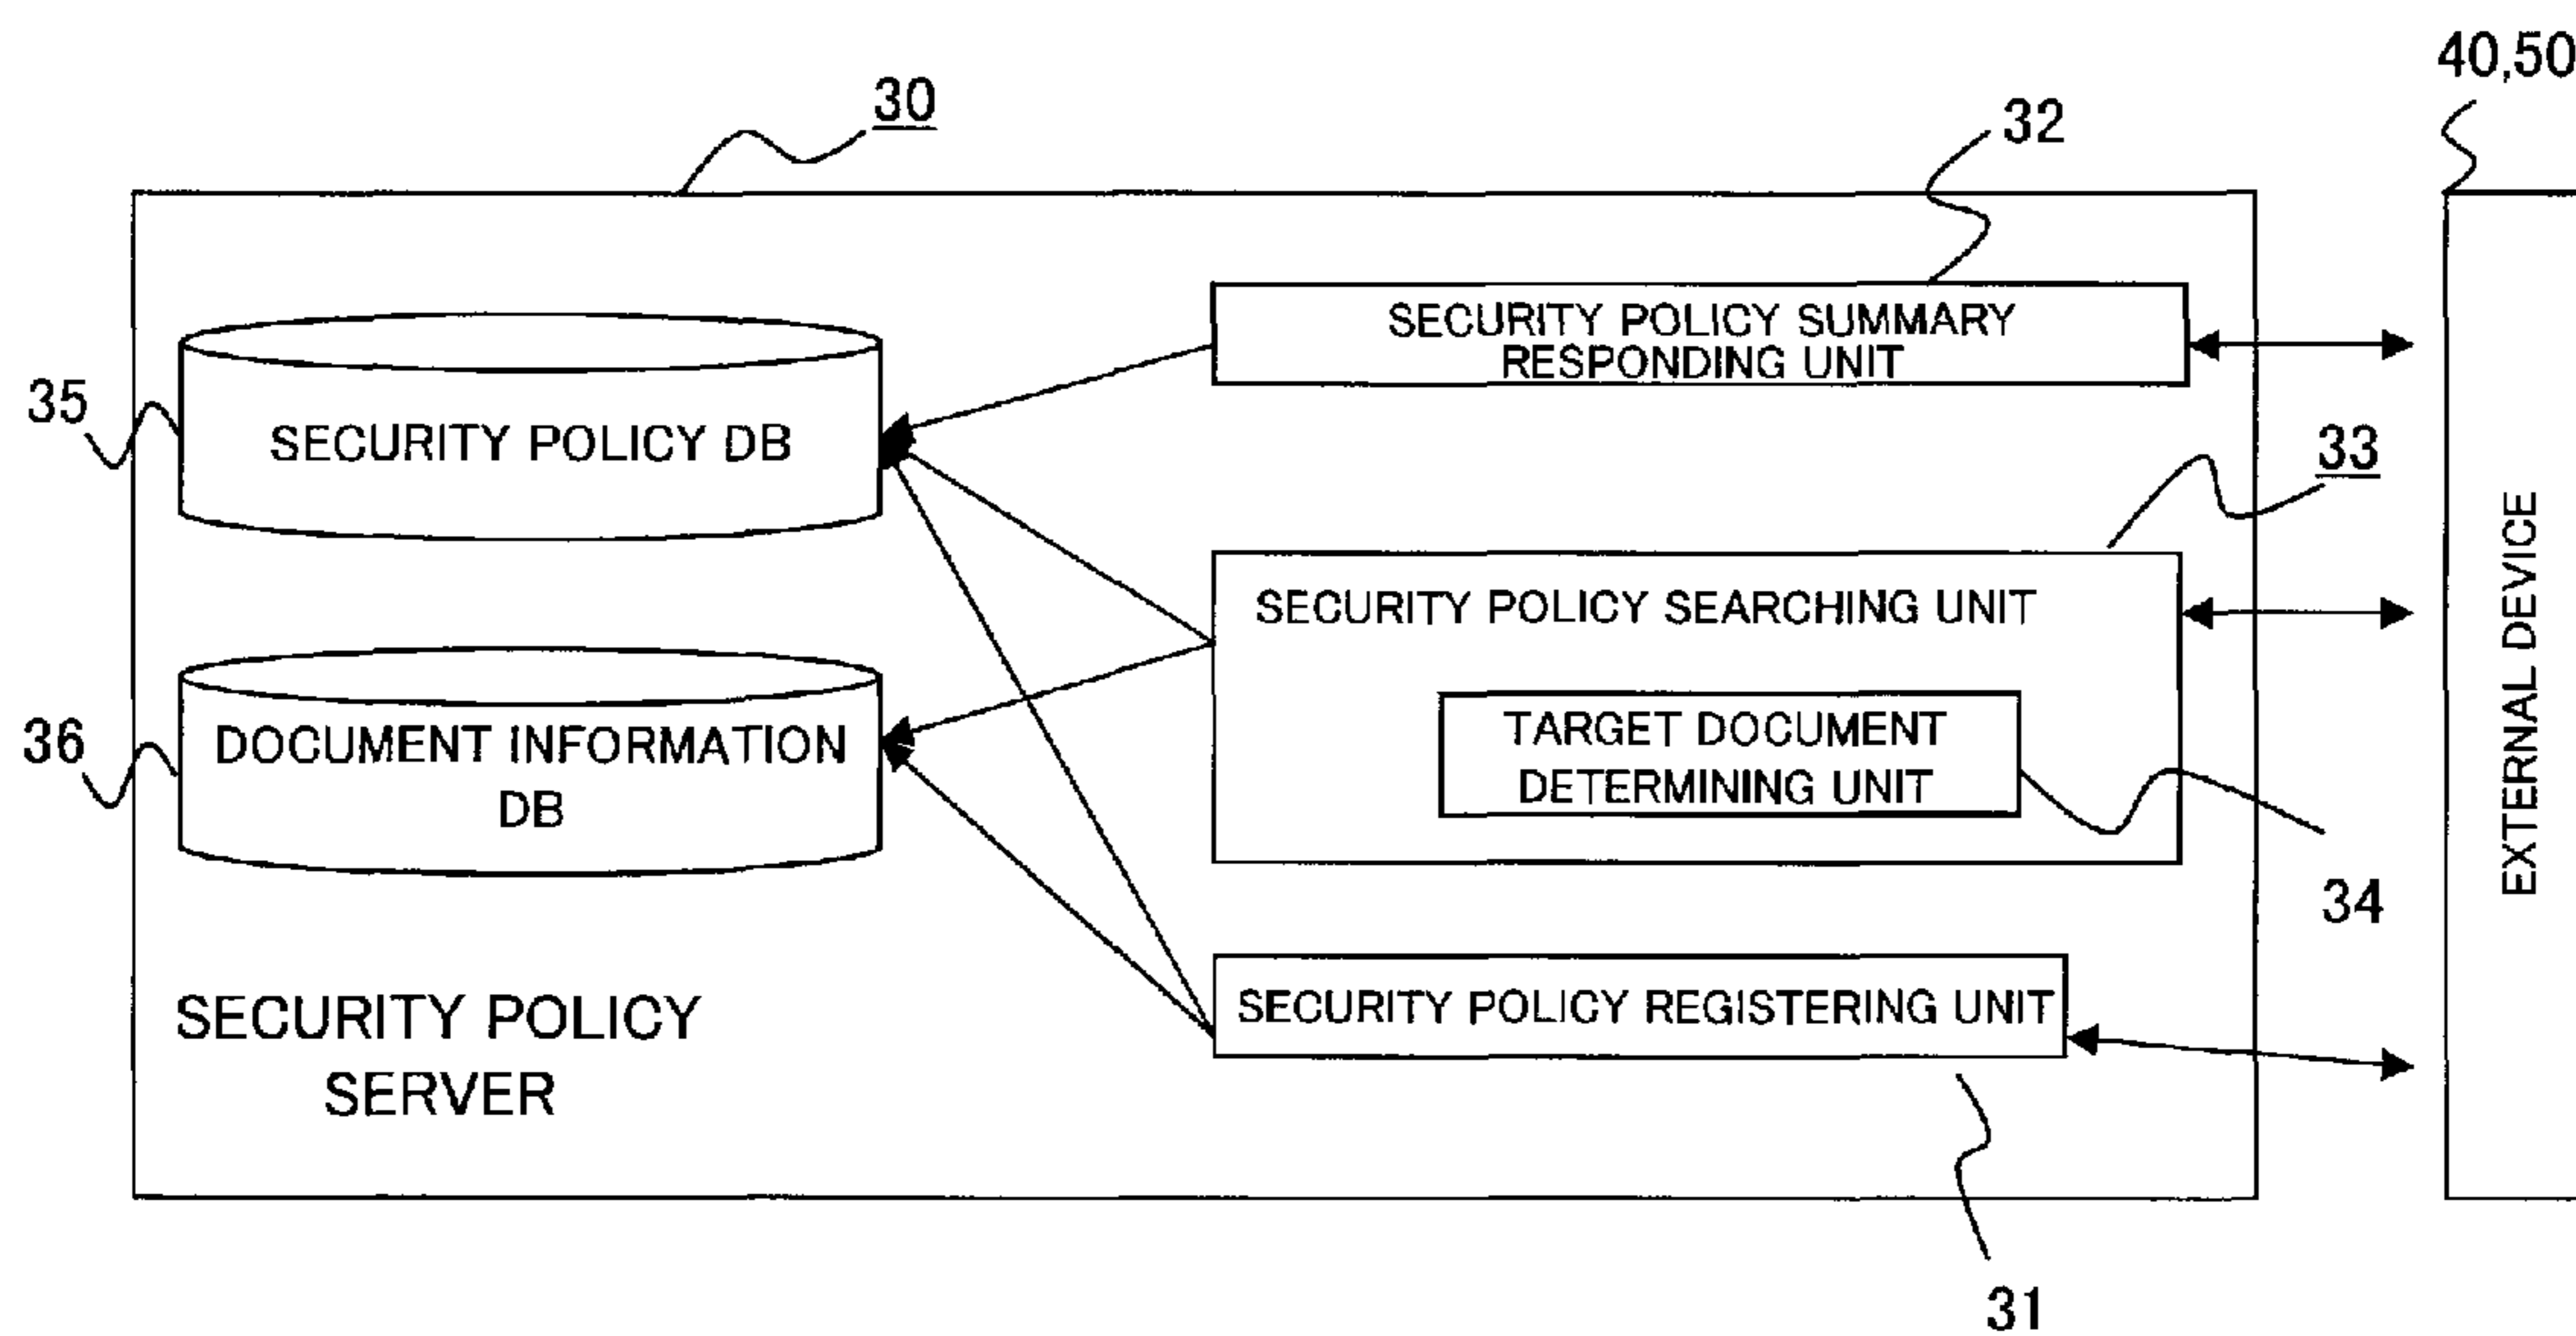 40,50
30
32
SECURITY POLICY SUMMARY
RESPONDING UNIT
35
SECURITY POLICY DB
33
SECURITY POLICY SEARCHING UNIT
EXTERNAL DEVICE
36
DOCUMENT INFORMATION
DB
TARGET DOCUMENT
DETERMINING UNIT
34
SECURITY POLICY REGISTERING UNIT
SECURITY POLICY
SERVER
31